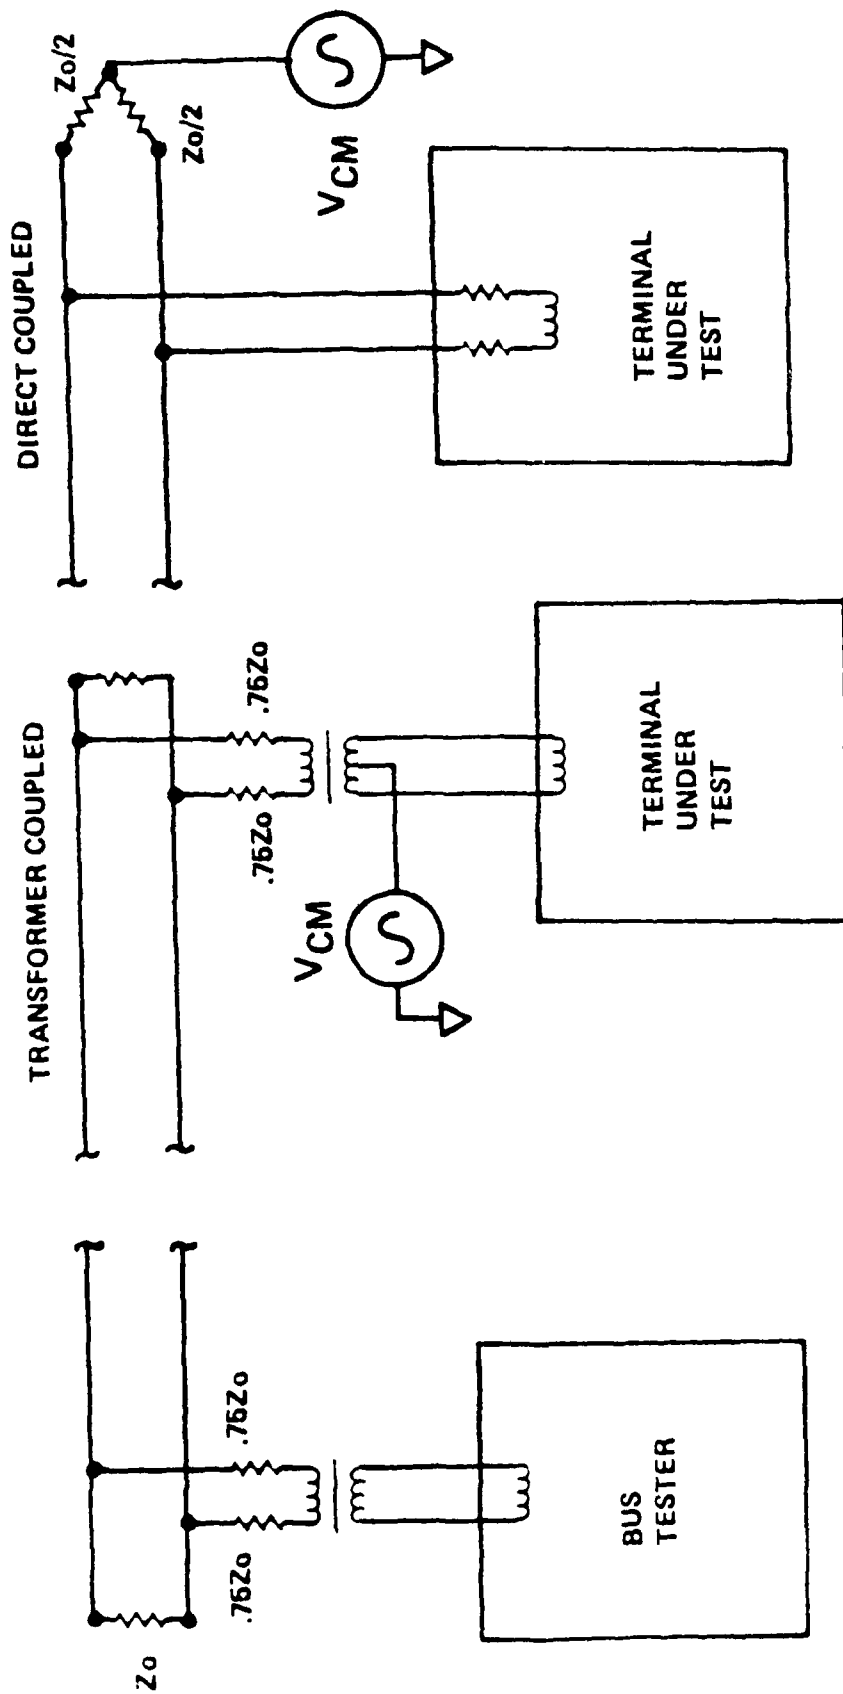 TRANSFORMER COUPLED
DIRECT COUPLED
Zo
Zo/2
Zo/2
.75Zo
.75Zo
.75Zo
.75Zo
VCM
VCM
BUS
TESTER
TERMINAL
UNDER
TEST
TERMINAL
UNDER
TEST